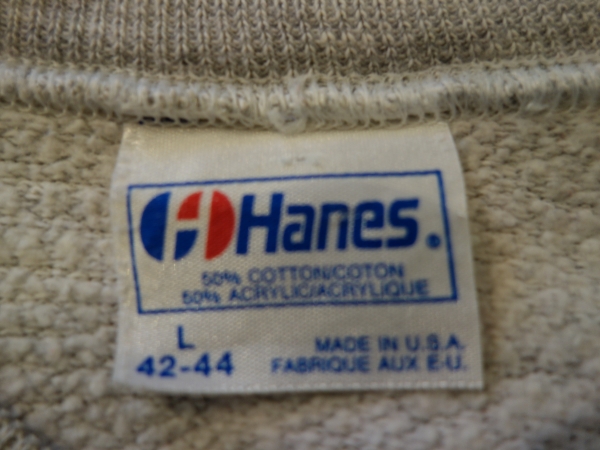 H Hanes®
50% COTTON/COTON
50% ACRYLIC/ACRYLIQUE
L
42-44
MADE IN U.S.A.
FABRIQUE AUX E-U.